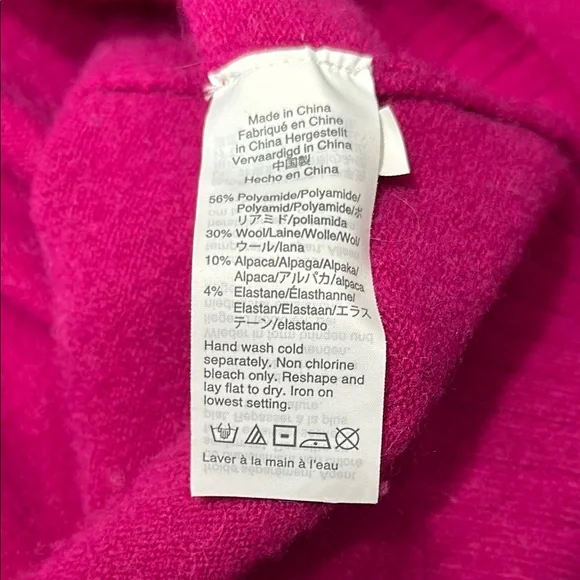 Made in China
Fabriqué en Chine
in China Hergestellt
Vervaardigd in China
中国製
Hecho en China
56% Polyamide/Polyamide/
Polyamid/Polyamide/ポ
リアミド/poliamida
30% Wool/Laine/Wolle/Wol/
ウール/lana
10% Alpaca/Alpaga/Alpaka/
Alpaca/アルパカ/alpaca
4% Elastane/Élasthanne/
Elastan/Elastaan/エラス
テーン/elastano
Hand wash cold
separately. Non chlorine
bleach only. Reshape and
lay flat to dry. Iron on
lowest setting.
Laver à la main à l'eau